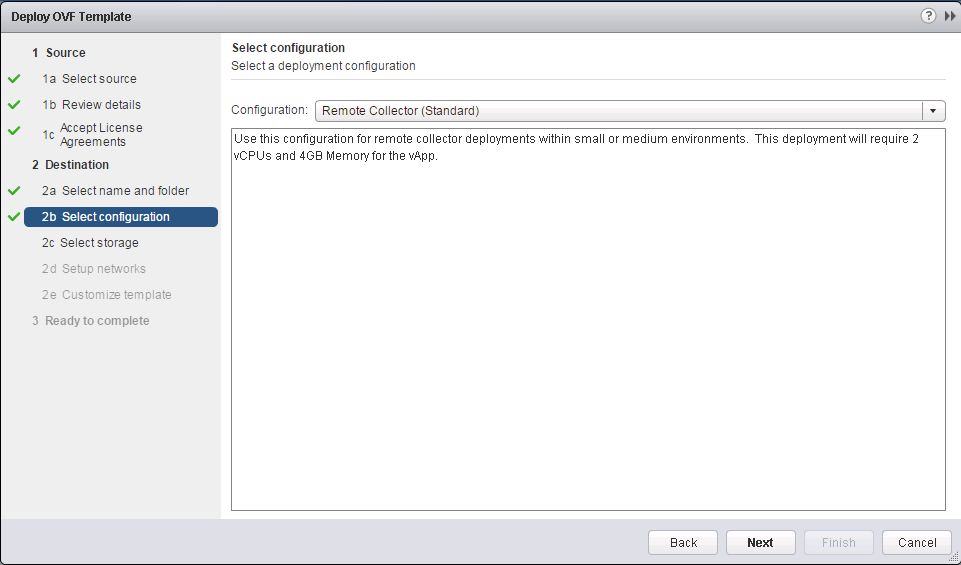 Deploy OVF Template
?
1 Source
1a Select source
1b Review details
1c Accept License
Agreements
2 Destination
2a Select name and folder
2b Select configuration
2c Select storage
2d Setup networks
2e Customize template
3 Ready to complete
Select configuration
Select a deployment configuration
Configuration: Remote Collector (Standard)
Use this configuration for remote collector deployments within small or medium environments.  This deployment will require 2
vCPUs and 4GB Memory for the vApp.
Back Next Finish Cancel